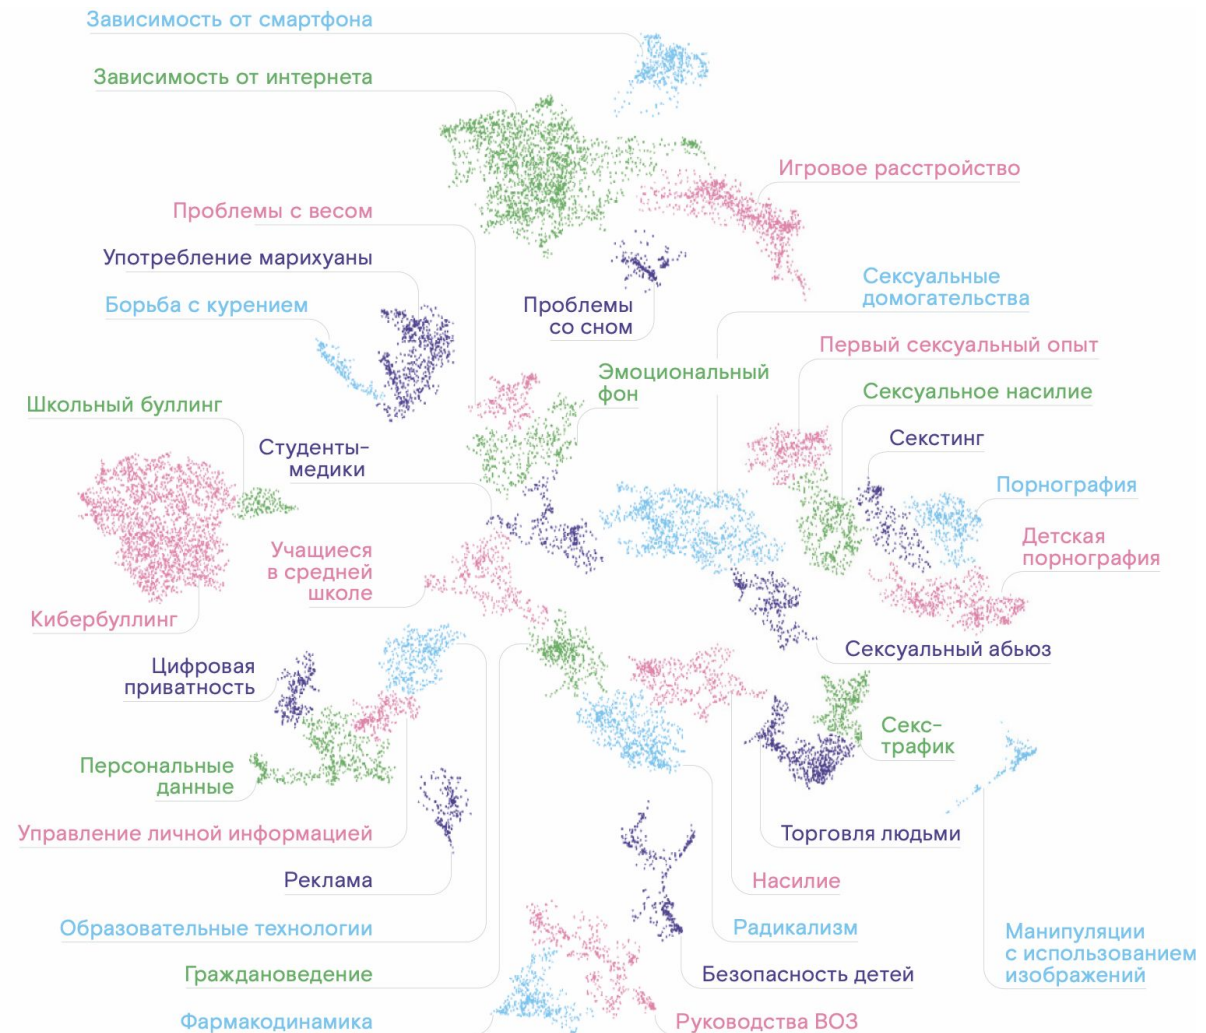 Зависимость от смартфона
Зависимость от интернета
Игровое расстройство
Проблемы с весом
Употребление марихуаны
Борьба с курением
Проблемы
со сном
Сексуальные
домогательства
Первый сексуальный опыт
Эмоциональный
фон
Сексуальное насилие
Школьный буллинг
Студенты-
медики
Секстинг
Порнография
Учащиеся
в средней
школе
Детская
порнография
Кибербуллинг
Цифровая
приватность
Сексуальный абьюз
Секс-
трафик
Персональные
данные
Управление личной информацией
Торговля людьми
Реклама
Насилие
Образовательные технологии
Радикализм
Манипуляции
с использованием
изображений
Граждановедение
Безопасность детей
Фармакодинамика
Руководства ВОЗ